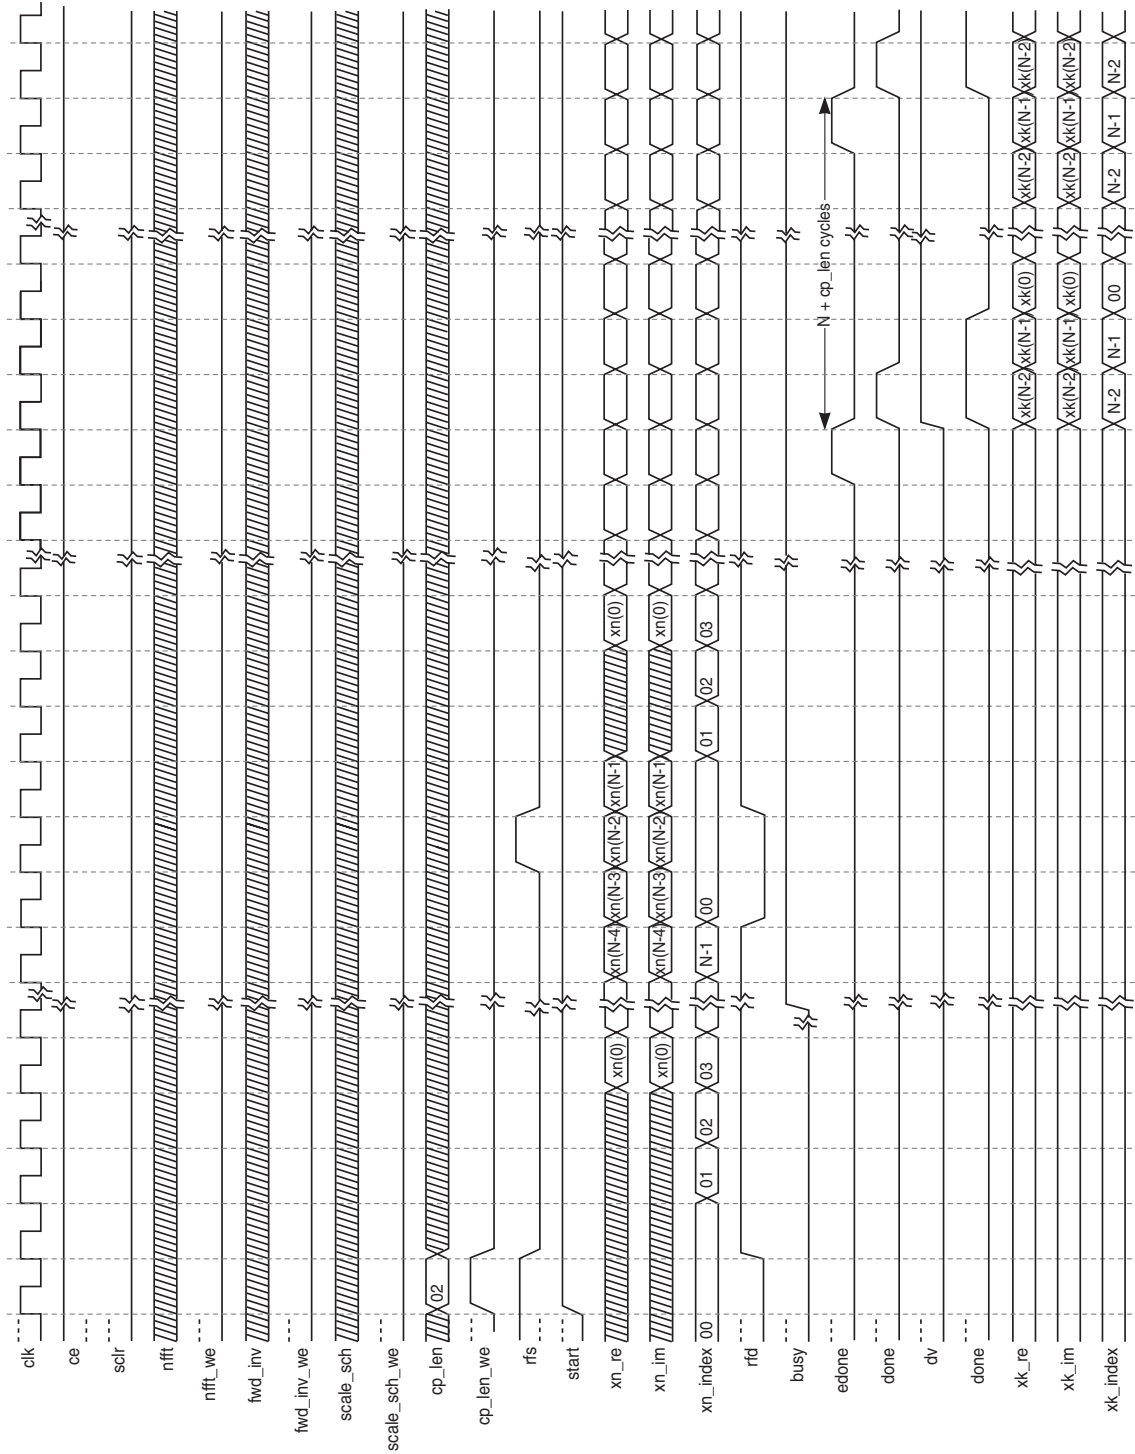 clk
ce
sclr
nfft
nfft_we
fwd_inv
fwd_inv_we
scale_sch
scale_sch_we
cp_len 02
cp_len_we
rfs
start
xn_re xn(0) xn(N-4) xn(N-3 xn(N-2 xn(N-1 xn(0)
xn_im xn(0) xn(N-4) xn(N-3 xn(N-2 xn(N-1 xn(0)
xn_index 00 01 02 03 N-1 00 01 02 03
rfd
busy
N + cp_len cycles
edone
done
dv
done
xk_re xk(N-2) xk(N-1 xk(0) xk(N-2) xk(N-1 xk(N-2
xk_im xk(N-2) xk(N-1 xk(0) xk(N-2) xk(N-1 xk(N-2
xk_index N-2 N-1 00 N-2 N-1 N-2